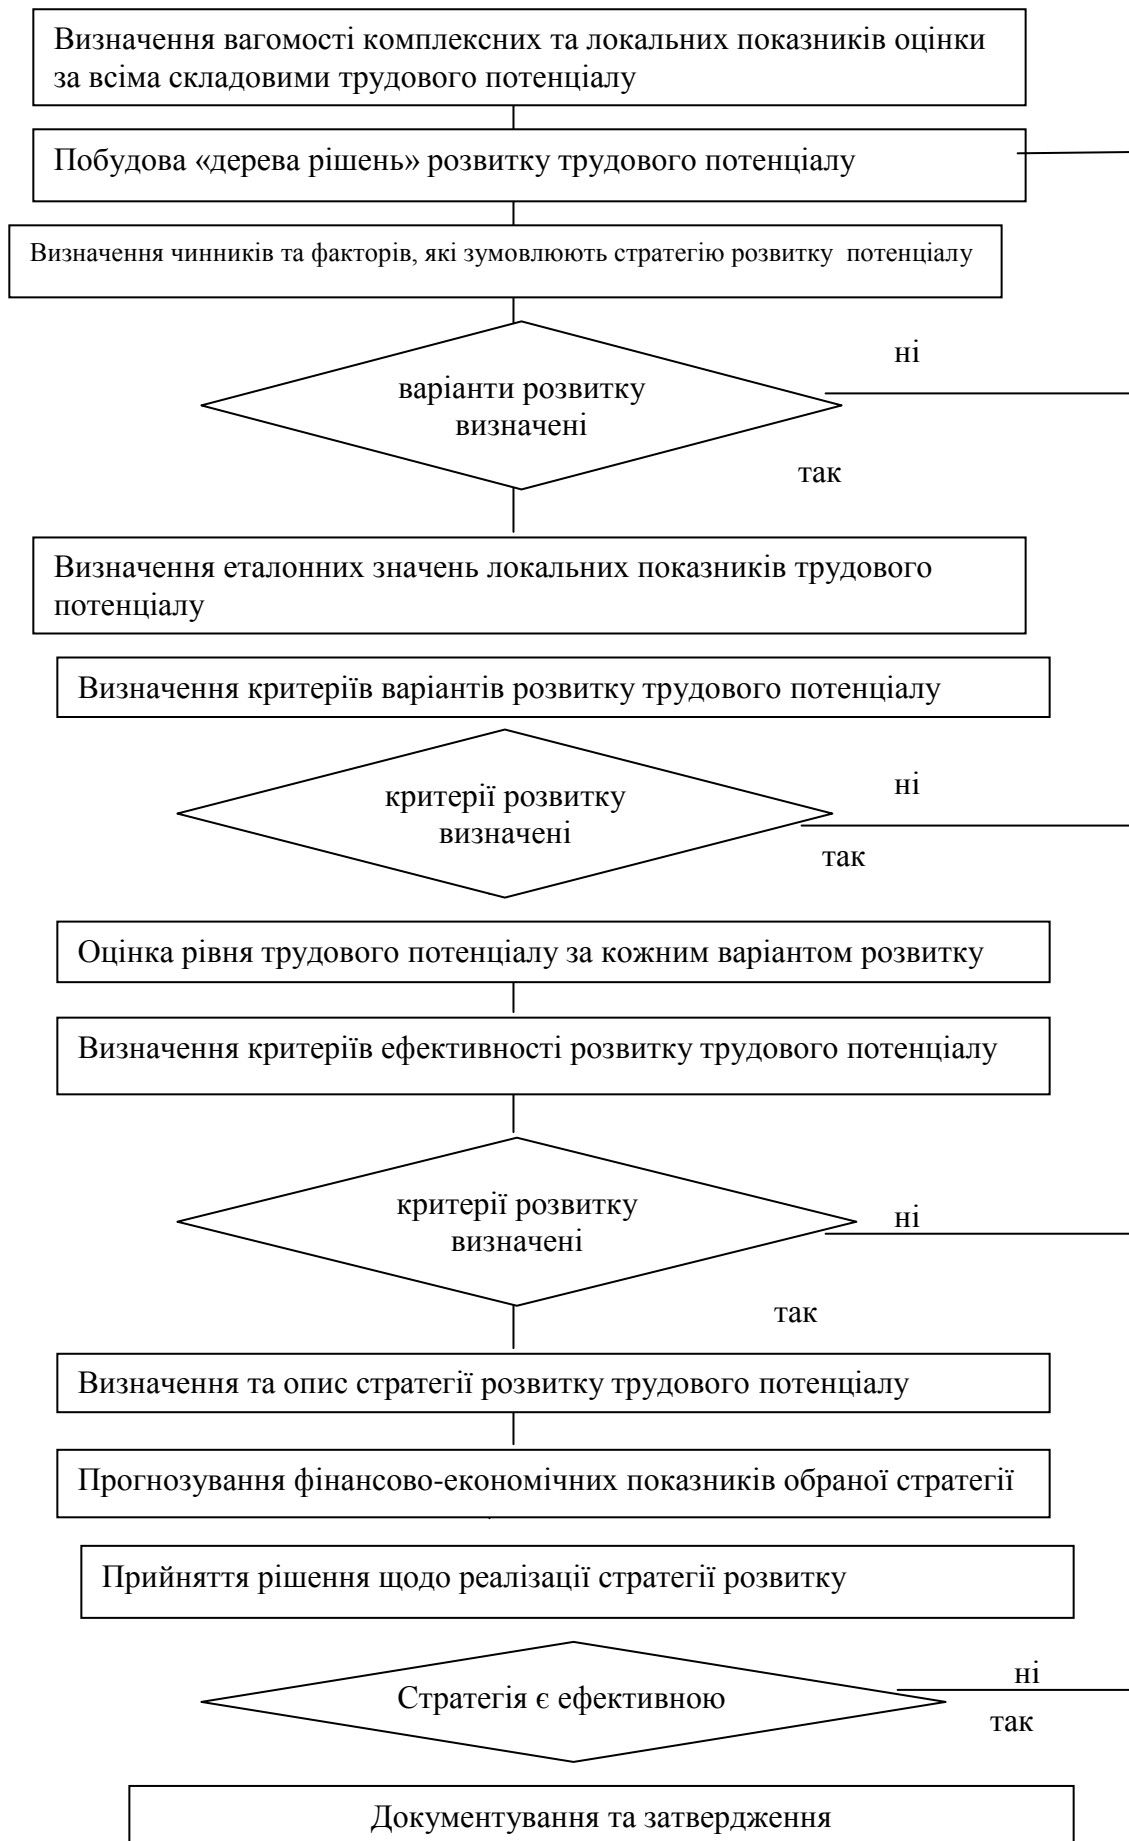 Визначення вагомості комплексних та локальних показників оцінки
за всіма складовими трудового потенціалу
Побудова «дерева рішень» розвитку трудового потенціалу
Визначення чинників та факторів, які зумовлюють стратегію розвитку потенціалу
ні
варіанти розвитку
визначені
так
Визначення еталонних значень локальних показників трудового
потенціалу
Визначення критеріїв варіантів розвитку трудового потенціалу
ні
критерії розвитку
визначені
так
Оцінка рівня трудового потенціалу за кожним варіантом розвитку
Визначення критеріїв ефективності розвитку трудового потенціалу
критерії розвитку
визначені
ні
так
Визначення та опис стратегії розвитку трудового потенціалу
Прогнозування фінансово-економічних показників обраної стратегії
Прийняття рішення щодо реалізації стратегії розвитку
ні
Стратегія є ефективною
так
Документування та затвердження